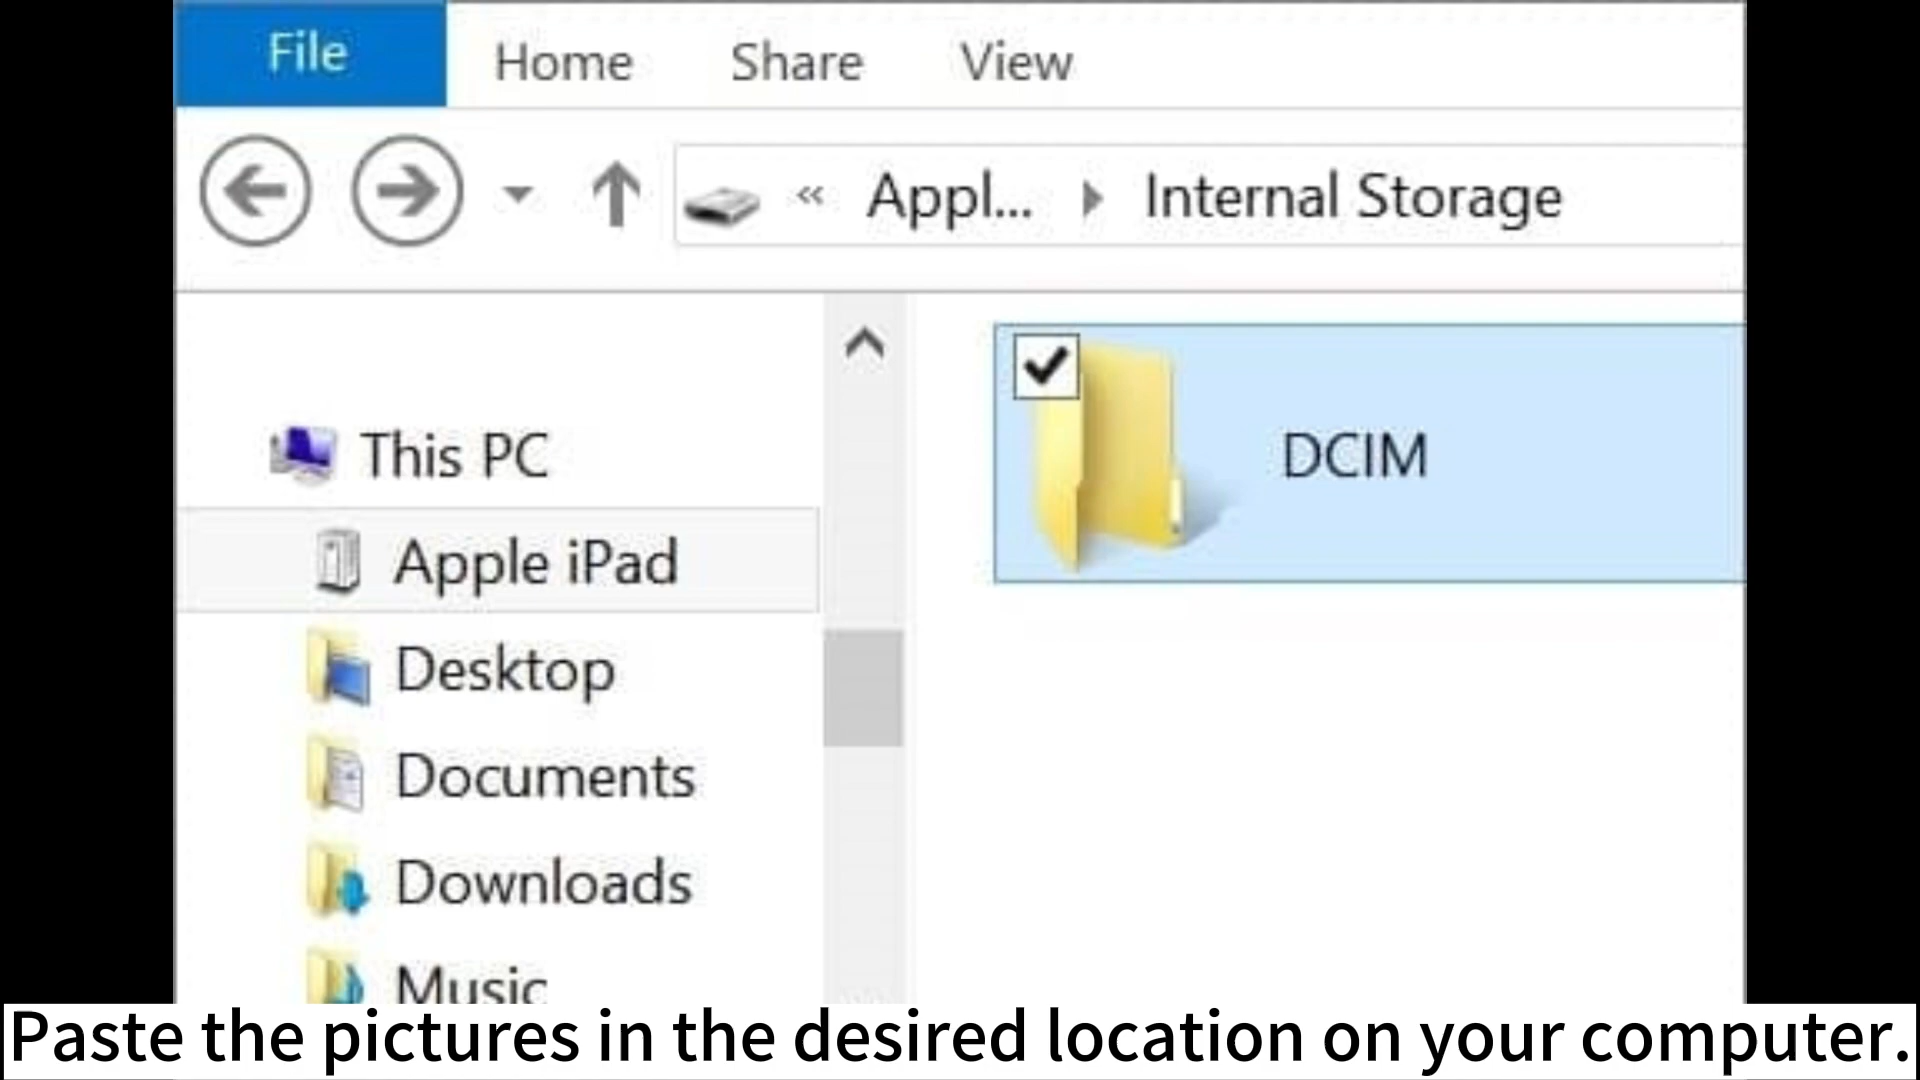 File Home Share View
« Appl... Internal Storage
This PC
DCIM
Apple iPad
Desktop
Documents
Downloads
Music
Paste the pictures in the desired location on your computer.